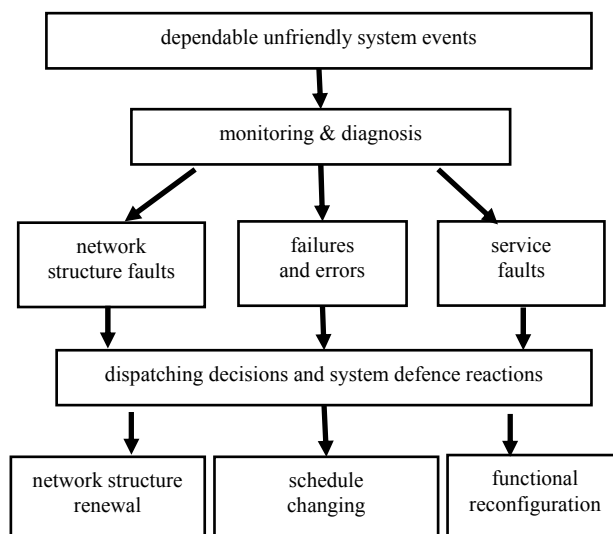 dependable unfriendly system events
monitoring & diagnosis
network
structure faults
failures
and errors
service
faults
dispatching decisions and system defence reactions
network structure
renewal
schedule
changing
functional
reconfiguration